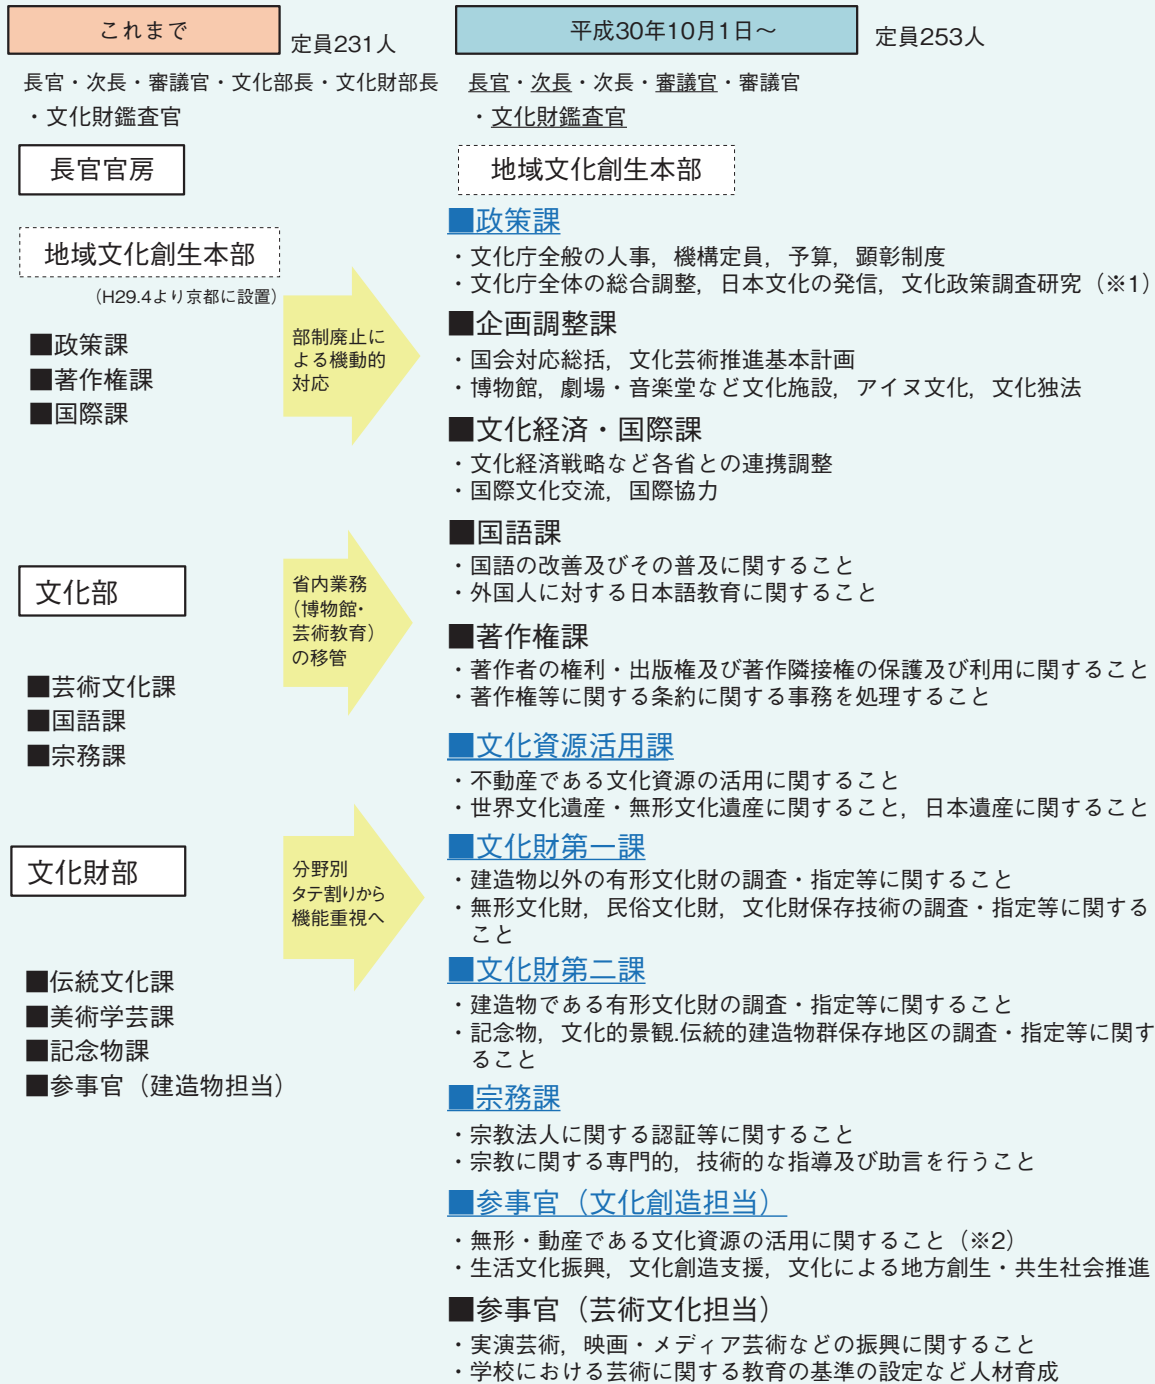 これまで
定員231人
長官・次長・審議官・文化部長・文化財部長
・文化財鑑査官
長官官房
地域文化創生本部
（H29.4より京都に設置）
■政策課
■著作権課
■国際課
部制廃止に
よる機動的
対応
文化部
■芸術文化課
■国語課
■宗務課
省内業務
（博物館・
芸術教育）
の移管
文化財部
■伝統文化課
■美術学芸課
■記念物課
■参事官（建造物担当）
分野別
タテ割りから
機能重視へ
平成30年10月1日～
定員253人
長官・次長・次長・審議官・審議官
・文化財鑑査官
地域文化創生本部
■政策課
・文化庁全般の人事，機構定員，予算，顕彰制度
・文化庁全体の総合調整，日本文化の発信，文化政策調査研究（※1）
■企画調整課
・国会対応総括，文化芸術推進基本計画
・博物館，劇場・音楽堂など文化施設，アイヌ文化，文化独法
■文化経済・国際課
・文化経済戦略など各省との連携調整
・国際文化交流，国際協力
■国語課
・国語の改善及びその普及に関すること
・外国人に対する日本語教育に関すること
■著作権課
・著作者の権利・出版権及び著作隣接権の保護及び利用に関すること
・著作権等に関する条約に関する事務を処理すること
■文化資源活用課
・不動産である文化資源の活用に関すること
・世界文化遺産・無形文化遺産に関すること，日本遺産に関すること
■文化財第一課
・建造物以外の有形文化財の調査・指定等に関すること
・無形文化財，民俗文化財，文化財保存技術の調査・指定等に関する
こと
■文化財第二課
・建造物である有形文化財の調査・指定等に関すること
・記念物，文化的景観.伝統的建造物群保存地区の調査・指定等に関す
ること
■宗務課
・宗教法人に関する認証等に関すること
・宗教に関する専門的，技術的な指導及び助言を行うこと
■参事官（文化創造担当）
・無形・動産である文化資源の活用に関すること（※2）
・生活文化振興，文化創造支援，文化による地方創生・共生社会推進
■参事官（芸術文化担当）
・実演芸術，映画・メディア芸術などの振興に関すること
・学校における芸術に関する教育の基準の設定など人材育成